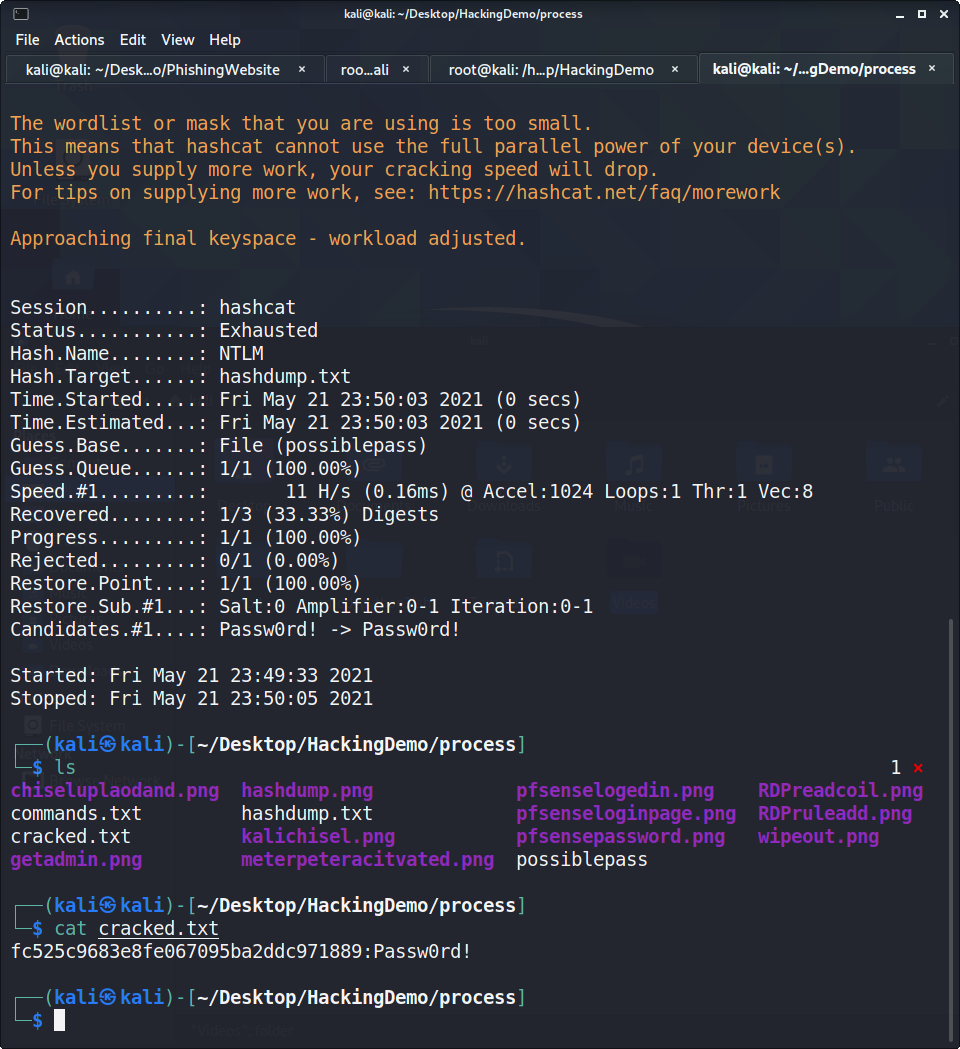 kali@kali: ~/Desktop/HackingDemo/process
File Actions Edit View Help
kali@kali: ~/Desk...o/PhishingWebsite × roo...ali × root@kali: /h...p/HackingDemo × kali@kali: ~/...gDemo/process ×
The wordlist or mask that you are using is too small.
This means that hashcat cannot use the full parallel power of your device(s).
Unless you supply more work, your cracking speed will drop.
For tips on supplying more work, see: https://hashcat.net/faq/morework
Approaching final keyspace - workload adjusted.
Session..........: hashcat
Status...........: Exhausted
Hash.Name........: NTLM
Hash.Target......: hashdump.txt
Time.Started.....: Fri May 21 23:50:03 2021 (0 secs)
Time.Estimated...: Fri May 21 23:50:03 2021 (0 secs)
Guess.Base.......: File (possiblepass)
Guess.Queue......: 1/1 (100.00%)
Speed.#1.........:       11 H/s (0.16ms) @ Accel:1024 Loops:1 Thr:1 Vec:8
Recovered........: 1/3 (33.33%) Digests
Progress.........: 1/1 (100.00%)
Rejected.........: 0/1 (0.00%)
Restore.Point....: 1/1 (100.00%)
Restore.Sub.#1...: Salt:0 Amplifier:0-1 Iteration:0-1
Candidates.#1....: Passw0rd! -> Passw0rd!
Started: Fri May 21 23:49:33 2021
Stopped: Fri May 21 23:50:05 2021
┌──(kali㉿kali)-[~/Desktop/HackingDemo/process]
└─$ ls 1 ×
chiseluplaodand.png hashdump.png pfsenselogedin.png RDPreadcoil.png
commands.txt hashdump.txt pfsenseloginpage.png RDPruleadd.png
cracked.txt kalichisel.png pfsensepassword.png wipeout.png
getadmin.png meterpeteracitvated.png possiblepass
┌──(kali㉿kali)-[~/Desktop/HackingDemo/process]
└─$ cat cracked.txt
fc525c9683e8fe067095ba2ddc971889:Passw0rd!
┌──(kali㉿kali)-[~/Desktop/HackingDemo/process]
└─$